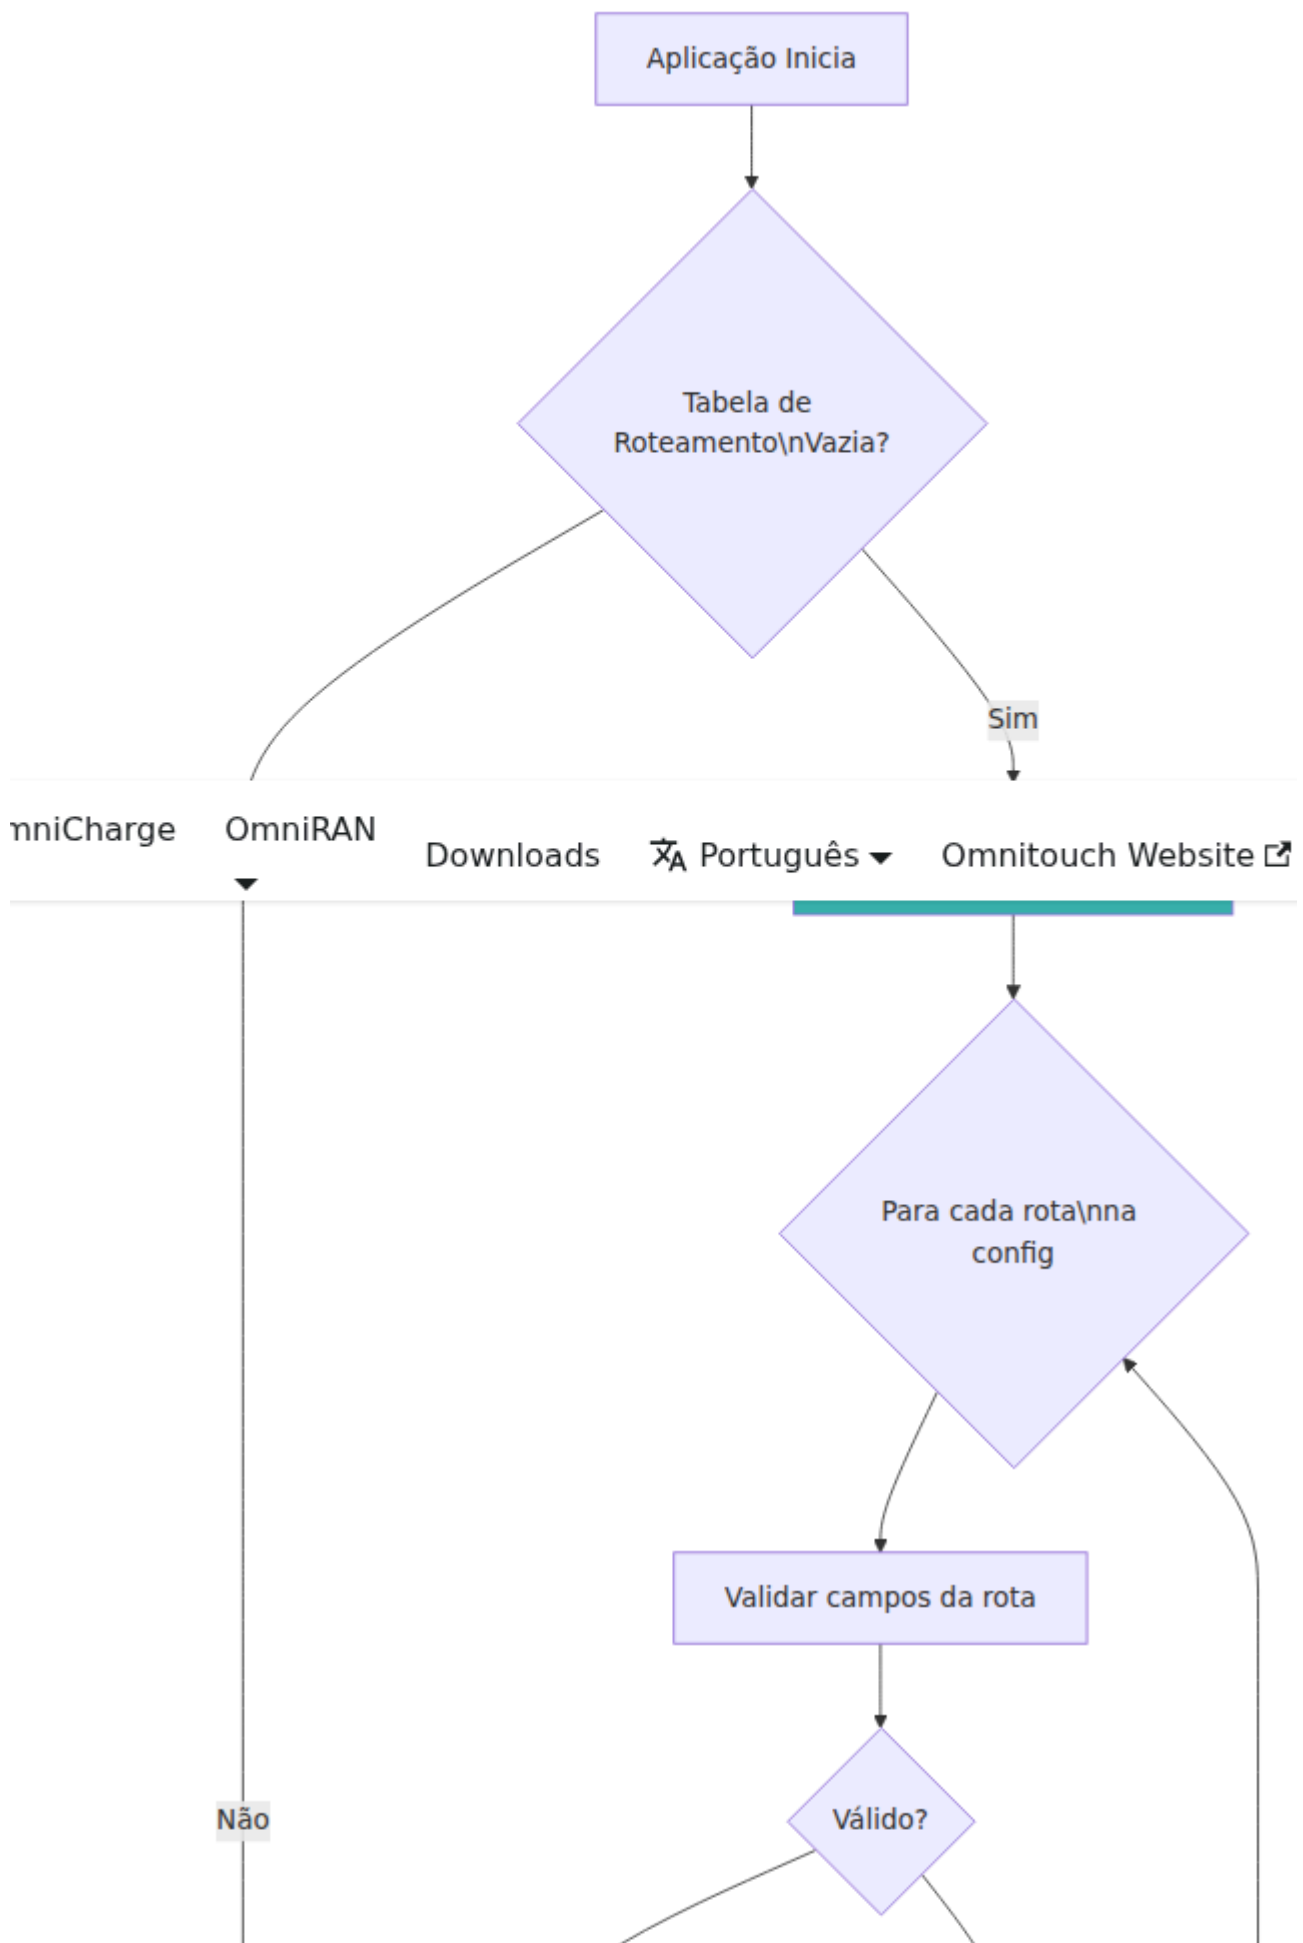 Aplicação Inicia
Tabela de
Roteamento\nVazia?
Sim
mniCharge
OmniRAN
Downloads
Português
Omnitouch Website
Para cada rota\nna
config
Validar campos da rota
Válido?
Não